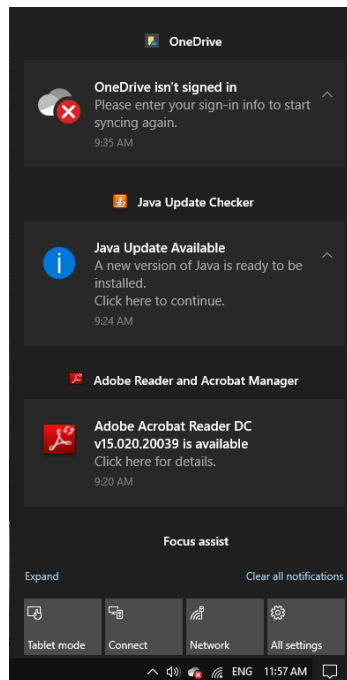 OneDrive
OneDrive isn't signed in
Please enter your sign-in info to start
syncing again.
9:35 AM
Java Update Checker
Java Update Available
A new version of Java is ready to be
installed.
Click here to continue.
9:24 AM
Adobe Reader and Acrobat Manager
Adobe Acrobat Reader DC
v15.020.20039 is available
Click here for details.
9:20 AM
Focus assist
Expand
Clear all notifications
Tablet mode
Connect
Network
All settings
ENG
11:57 AM